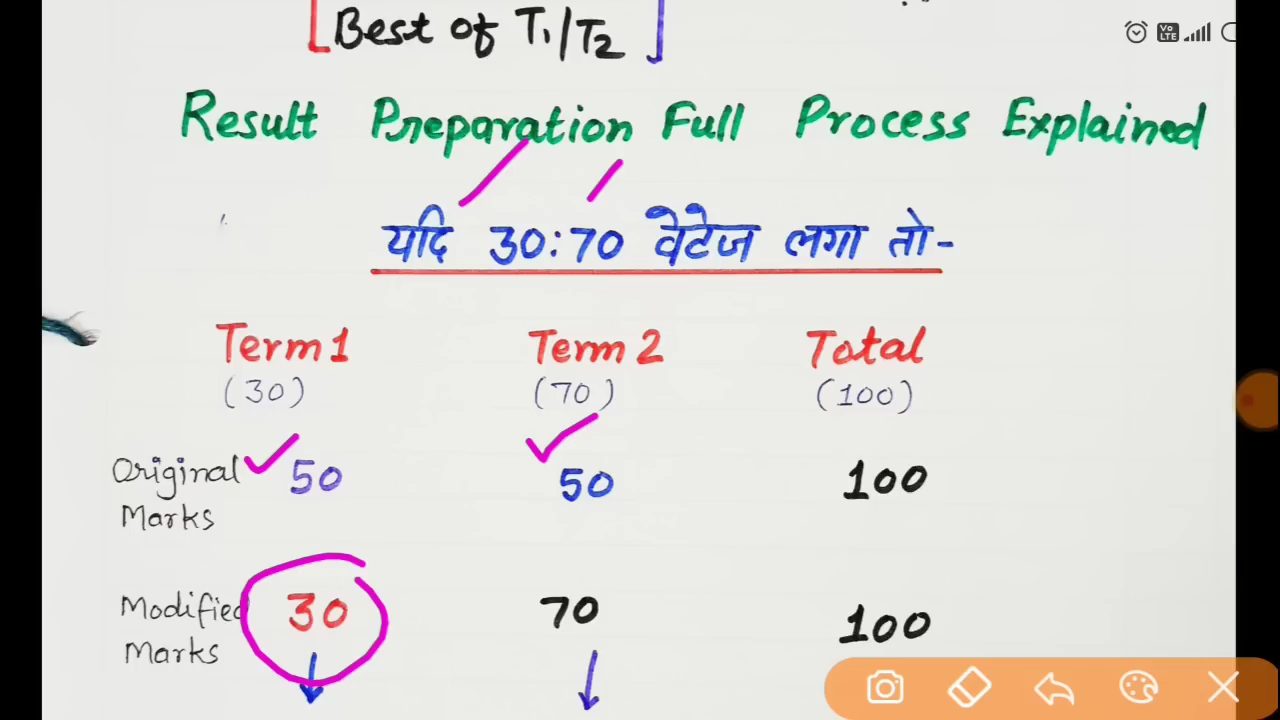 Best of T1/T2
Result Preparation Full Process Explained
यदि 30:70 वेटेज लगा तो-
Term 1 Term 2 Total
(30) (70) (100)
Original Marks 50 50 100
Modified Marks 30 70 100